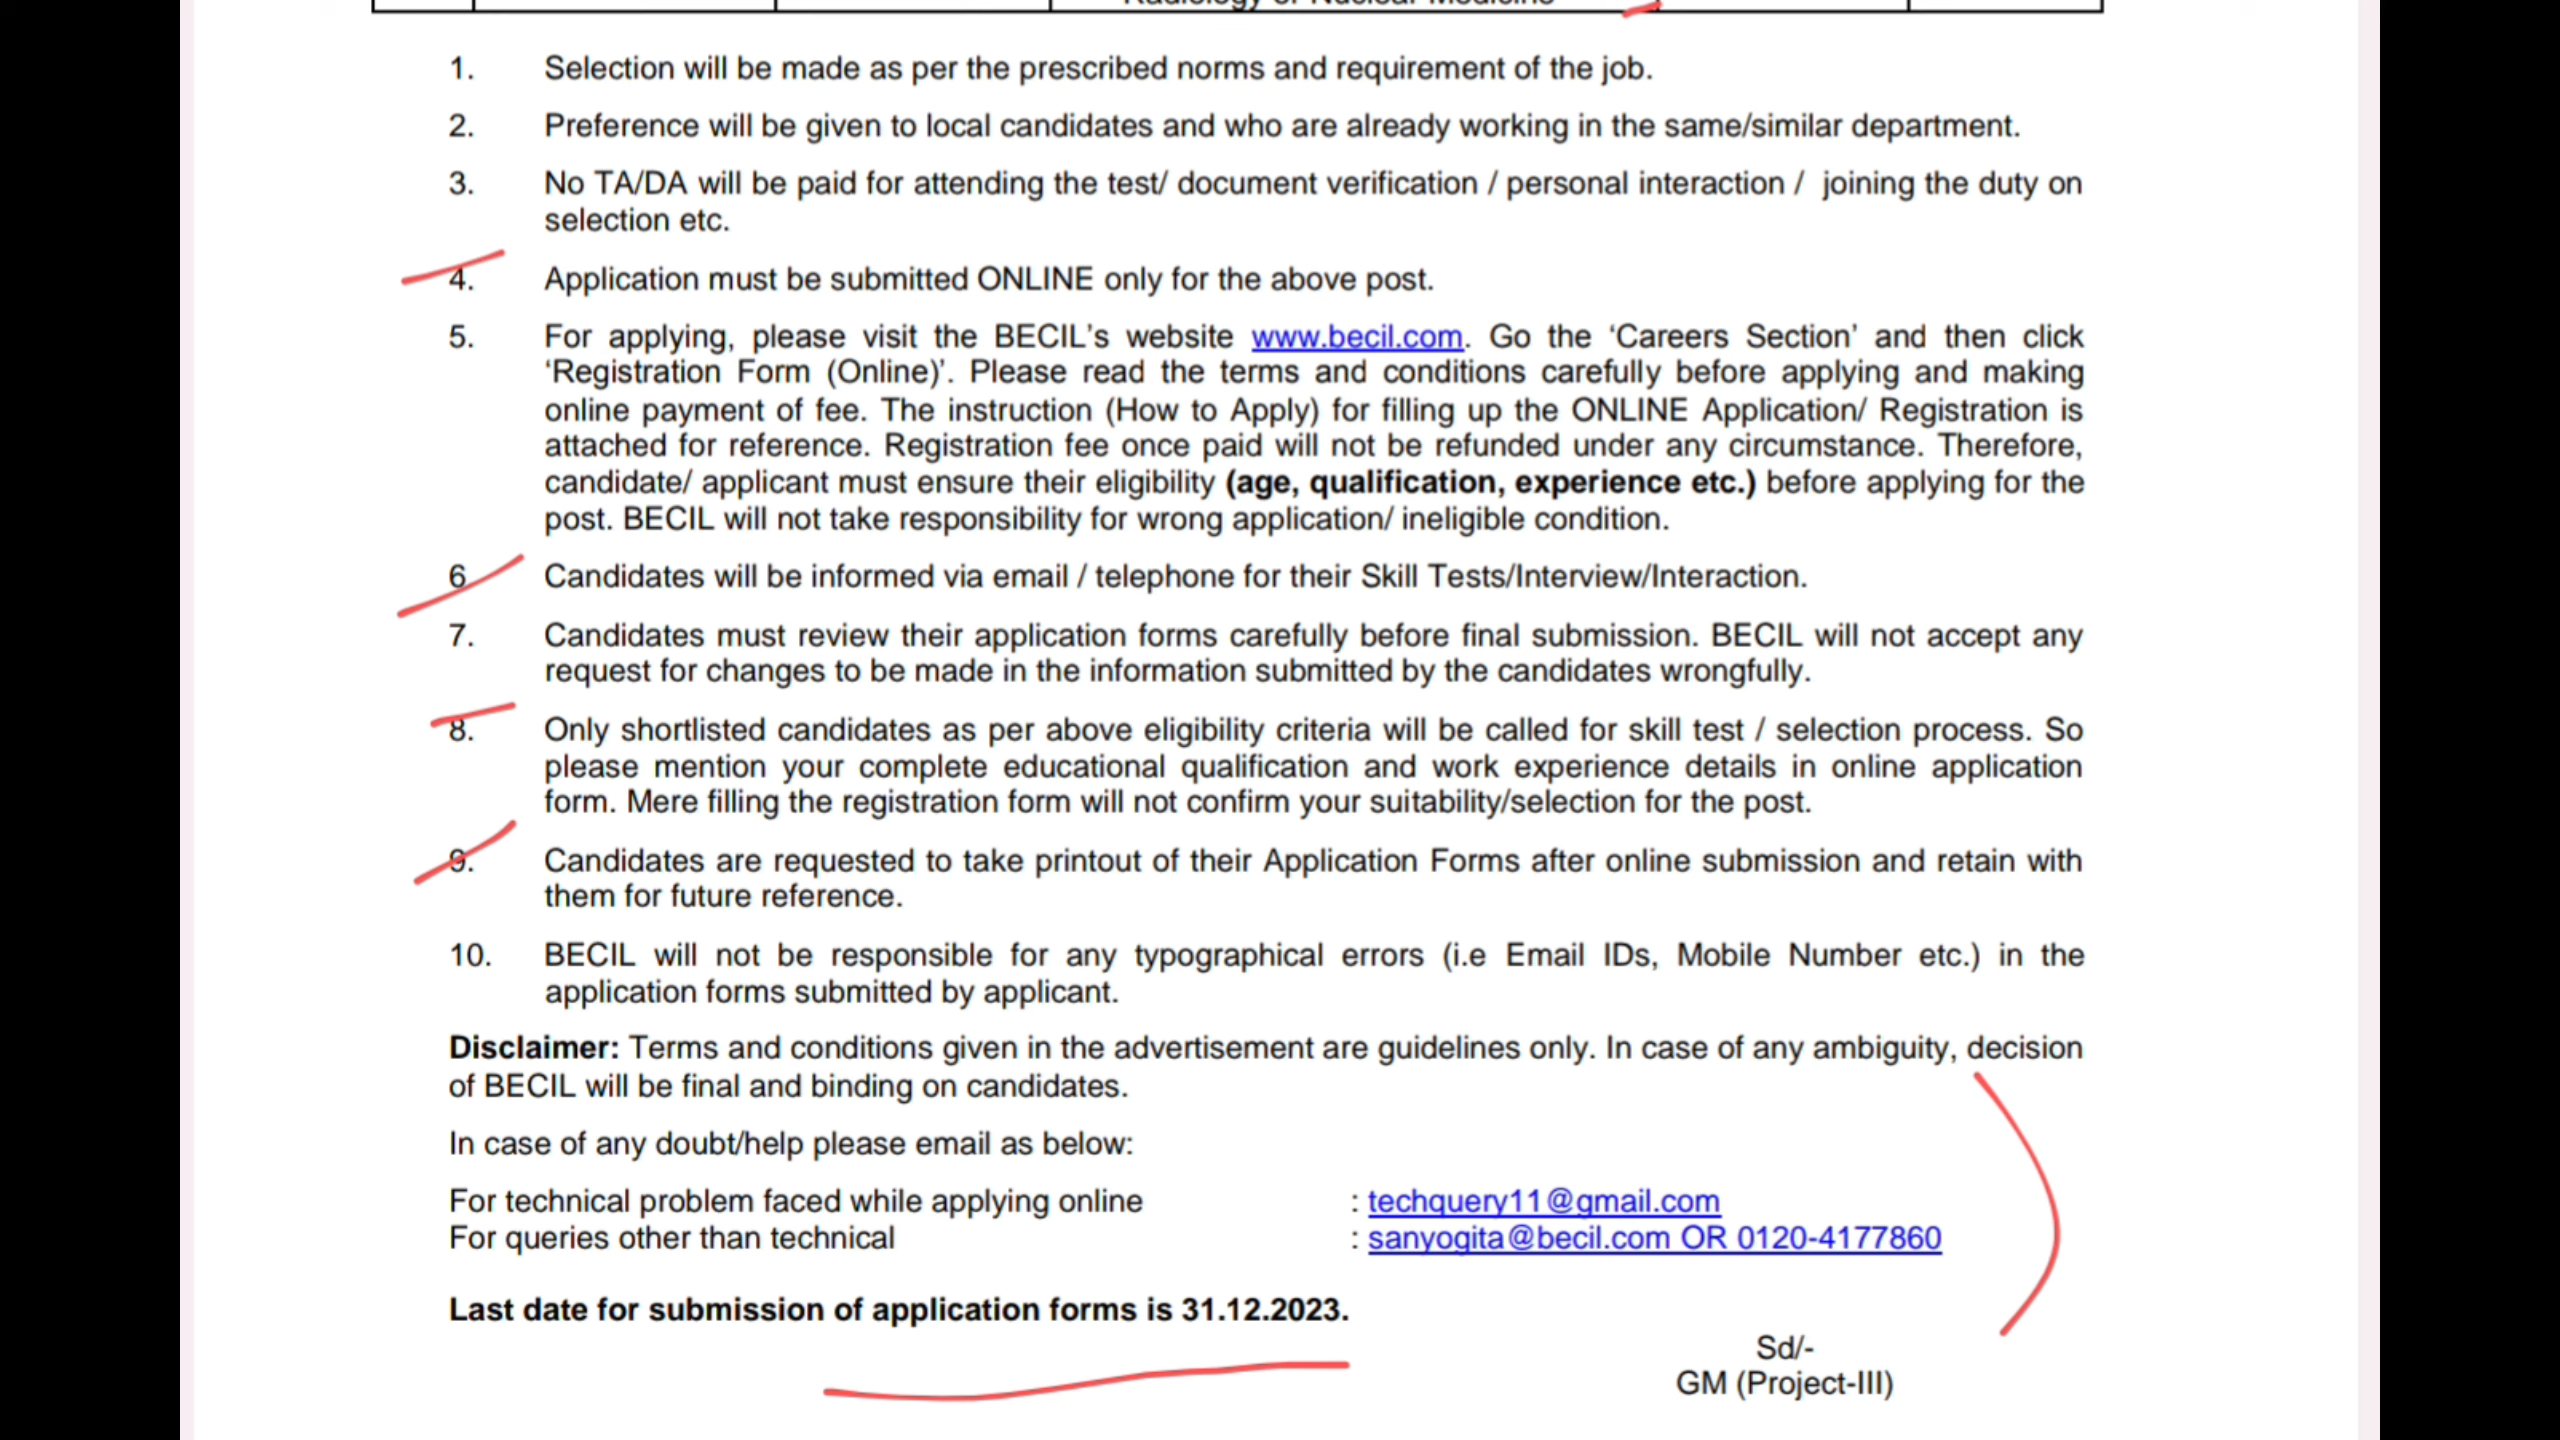 Radiology or Nuclear Medicine
1. Selection will be made as per the prescribed norms and requirement of the job.
2. Preference will be given to local candidates and who are already working in the same/similar department.
3. No TA/DA will be paid for attending the test/ document verification / personal interaction / joining the duty on
selection etc.
4. Application must be submitted ONLINE only for the above post.
5. For applying, please visit the BECIL’s website www.becil.com. Go the ‘Careers Section’ and then click
‘Registration Form (Online)’. Please read the terms and conditions carefully before applying and making
online payment of fee. The instruction (How to Apply) for filling up the ONLINE Application/ Registration is
attached for reference. Registration fee once paid will not be refunded under any circumstance. Therefore,
candidate/ applicant must ensure their eligibility (age, qualification, experience etc.) before applying for the
post. BECIL will not take responsibility for wrong application/ ineligible condition.
6. Candidates will be informed via email / telephone for their Skill Tests/Interview/Interaction.
7. Candidates must review their application forms carefully before final submission. BECIL will not accept any
request for changes to be made in the information submitted by the candidates wrongfully.
8. Only shortlisted candidates as per above eligibility criteria will be called for skill test / selection process. So
please mention your complete educational qualification and work experience details in online application
form. Mere filling the registration form will not confirm your suitability/selection for the post.
9. Candidates are requested to take printout of their Application Forms after online submission and retain with
them for future reference.
10. BECIL will not be responsible for any typographical errors (i.e Email IDs, Mobile Number etc.) in the
application forms submitted by applicant.
Disclaimer: Terms and conditions given in the advertisement are guidelines only. In case of any ambiguity, decision
of BECIL will be final and binding on candidates.
In case of any doubt/help please email as below:
For technical problem faced while applying online : techquery11@gmail.com
For queries other than technical : sanyogita@becil.com OR 0120-4177860
Last date for submission of application forms is 31.12.2023.
Sd/-
GM (Project-III)